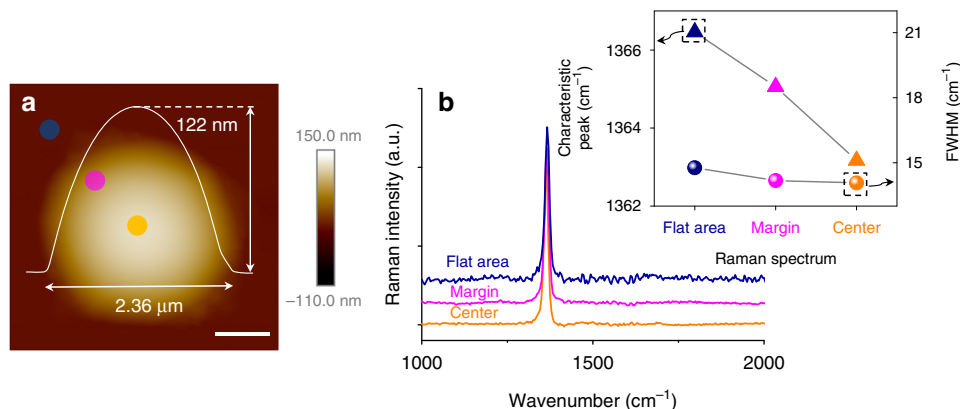 a
122 nm
2.36 μm
150.0 nm
−110.0 nm
b
Raman intensity (a.u.)
Flat area
Margin
Center
1000
1500
2000
Wavenumber (cm⁻¹)
Raman spectrum
Characteristic
peak (cm⁻¹)
1366
1364
1362
21
18
15
FWHM (cm⁻¹)
Flat area
Margin
Center